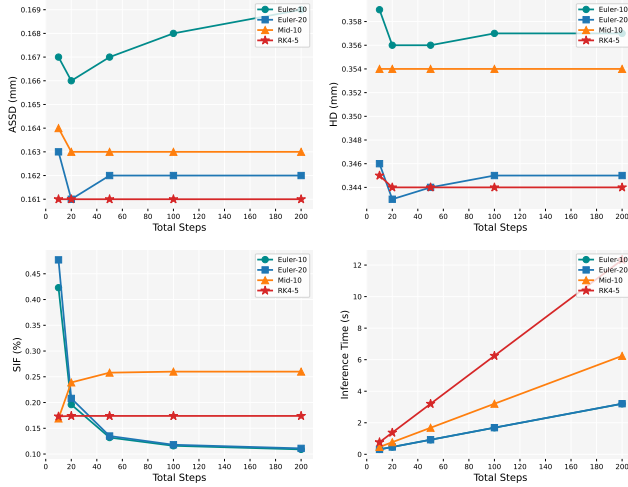 0.169
0.168
0.167
0.166
0.165
0.164
0.163
0.162
0.161
ASSD (mm)
0 20 40 60 80 100 120 140 160 180 200
Total Steps
Euler-10
Euler-20
Mid-10
RK4-5
0.358
0.356
0.354
0.352
0.350
0.348
0.346
0.344
HD (mm)
0 20 40 60 80 100 120 140 160 180 200
Total Steps
Euler-10
Euler-20
Mid-10
RK4-5
0.45
0.40
0.35
0.30
0.25
0.20
0.15
0.10
SIF (%)
0 20 40 60 80 100 120 140 160 180 200
Total Steps
Euler-10
Euler-20
Mid-10
RK4-5
12
10
8
6
4
2
0
Inference Time (s)
0 20 40 60 80 100 120 140 160 180 200
Total Steps
Euler-10
Euler-20
Mid-10
RK4-5